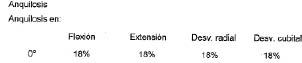 Anquilosis
Anquilosis en:
Flexión Extensión Desv. radial Desv. cubital
0° 18% 18% 18% 18%